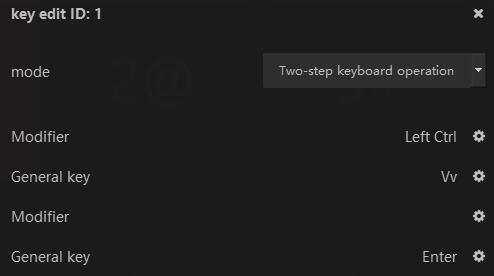 key edit ID: 1
mode
Two-step keyboard operation
Modifier Left Ctrl
General key Vv
Modifier
General key Enter